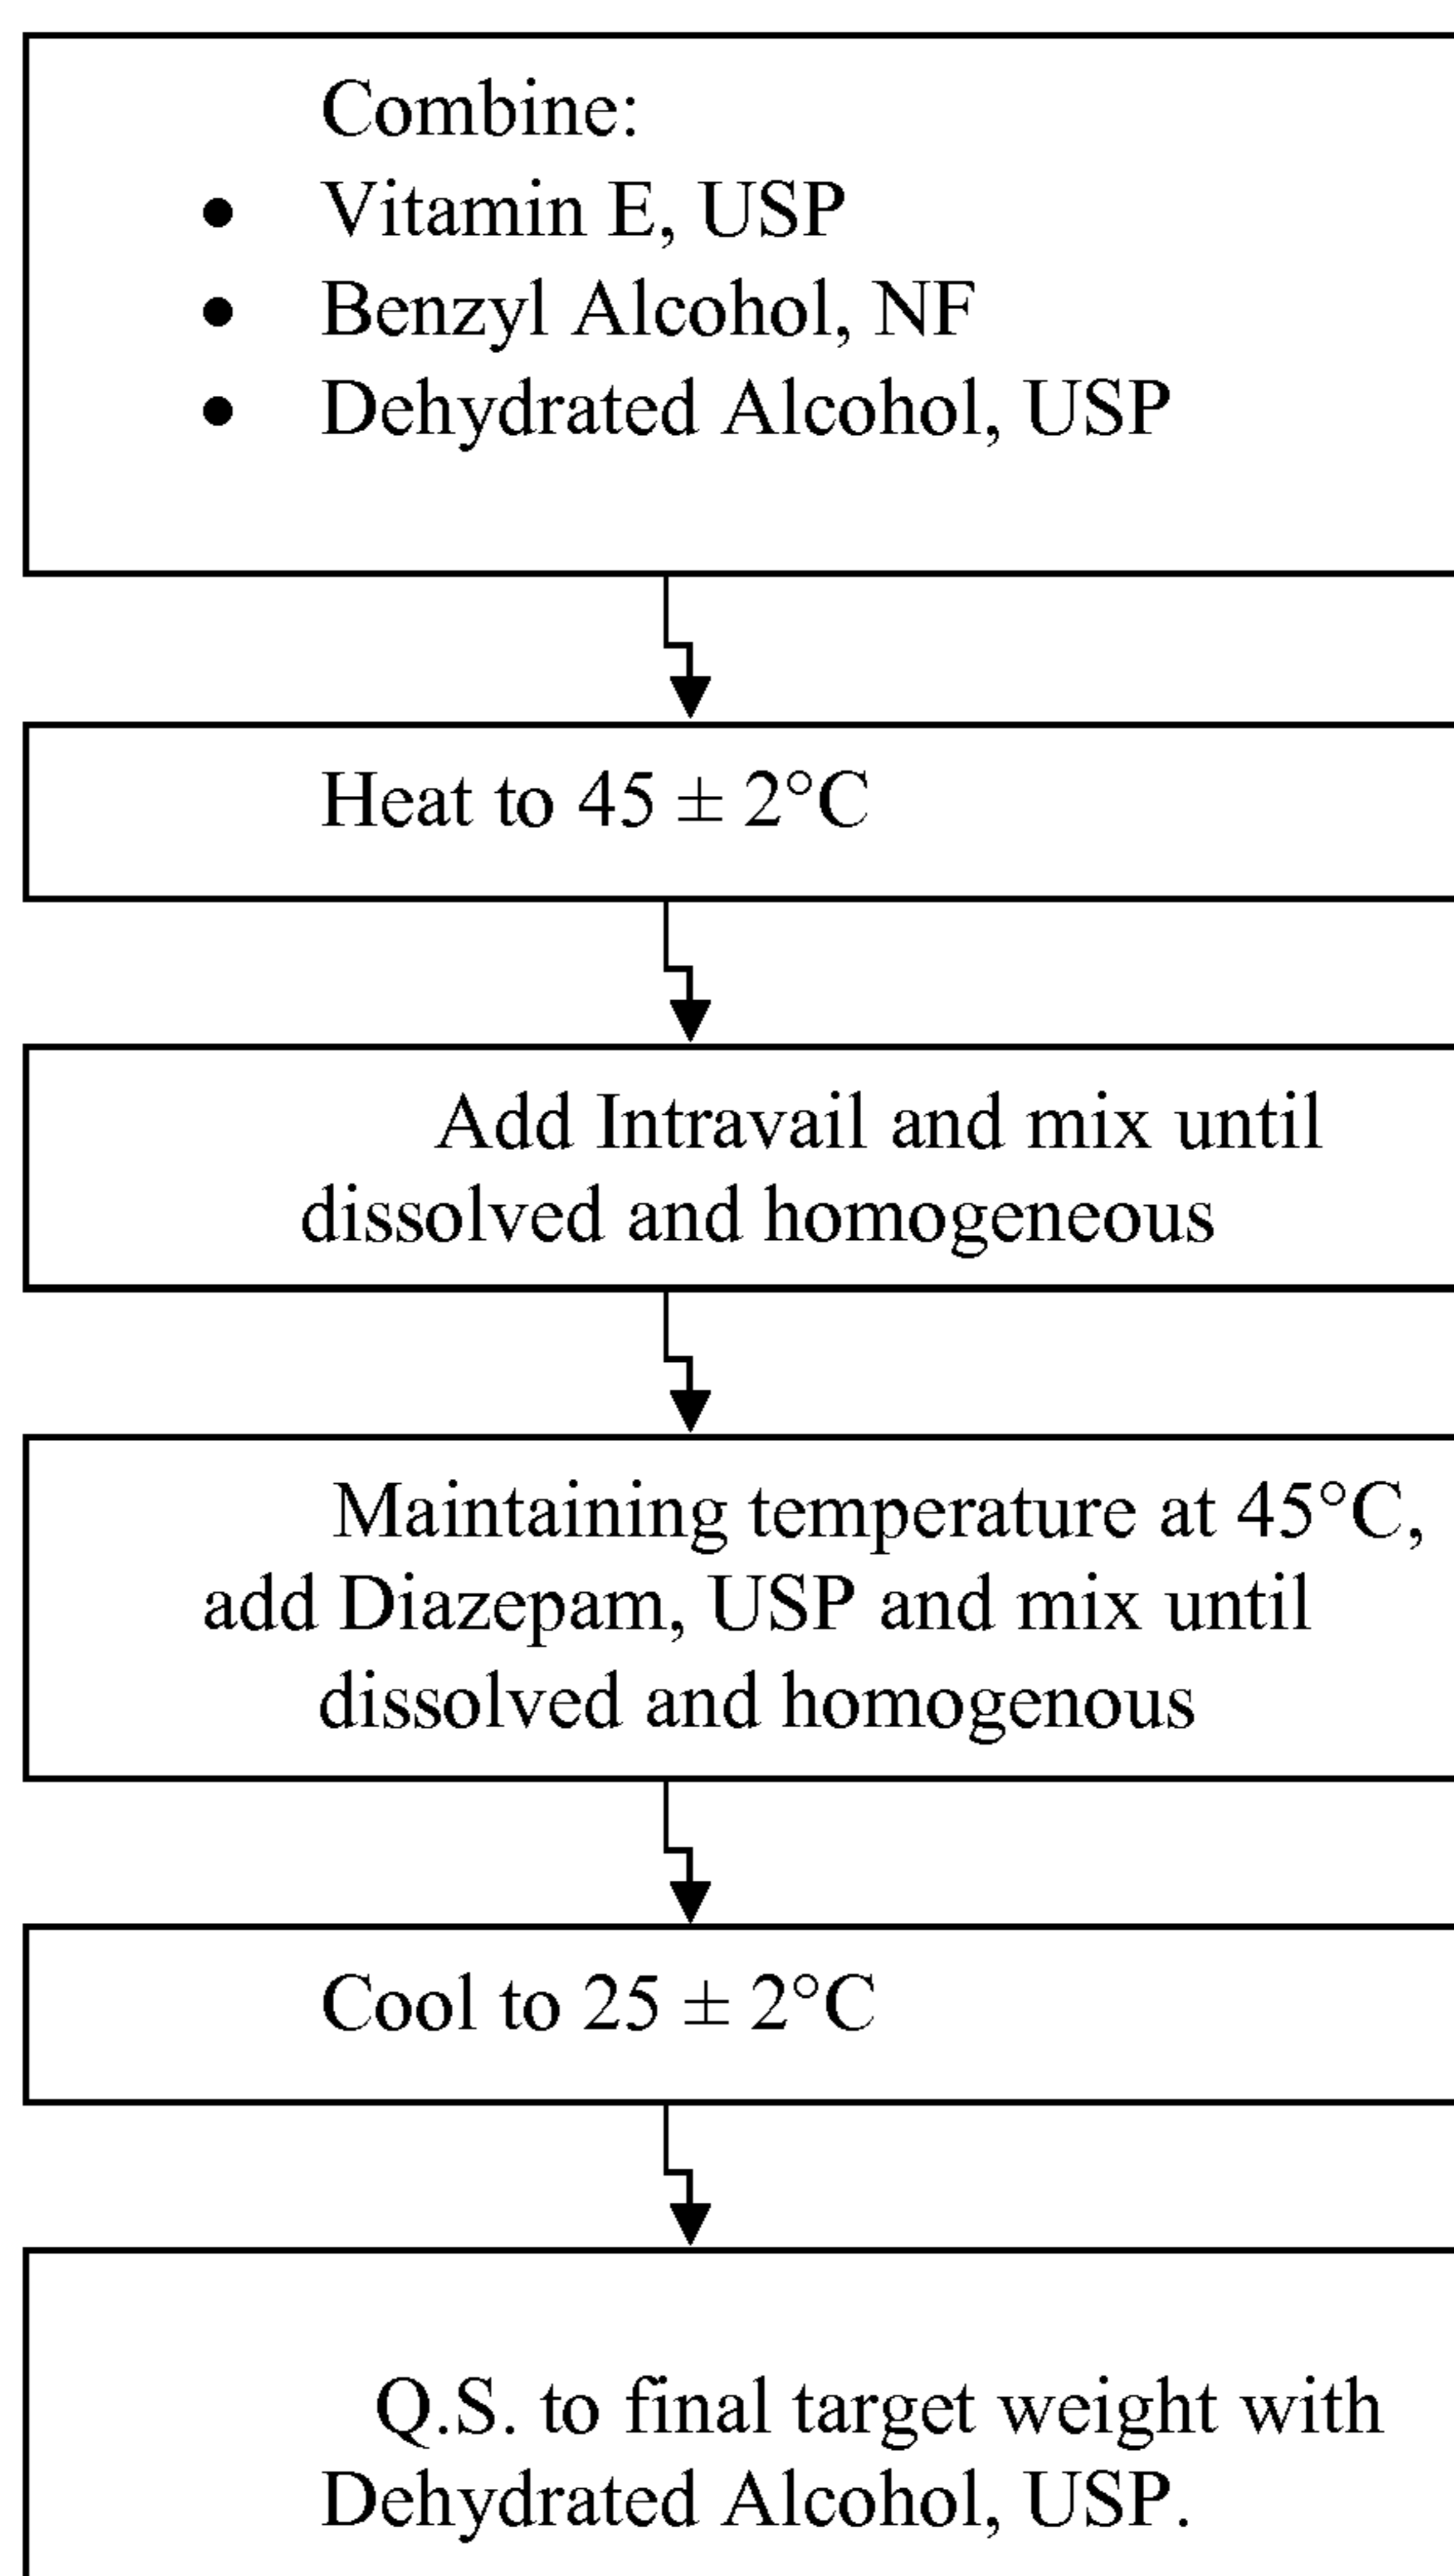 Combine:
• Vitamin E, USP
• Benzyl Alcohol, NF
• Dehydrated Alcohol, USP
Heat to 45 ± 2°C
Add Intravail and mix until
dissolved and homogeneous
Maintaining temperature at 45°C,
add Diazepam, USP and mix until
dissolved and homogenous
Cool to 25 ± 2°C
Q.S. to final target weight with
Dehydrated Alcohol, USP.